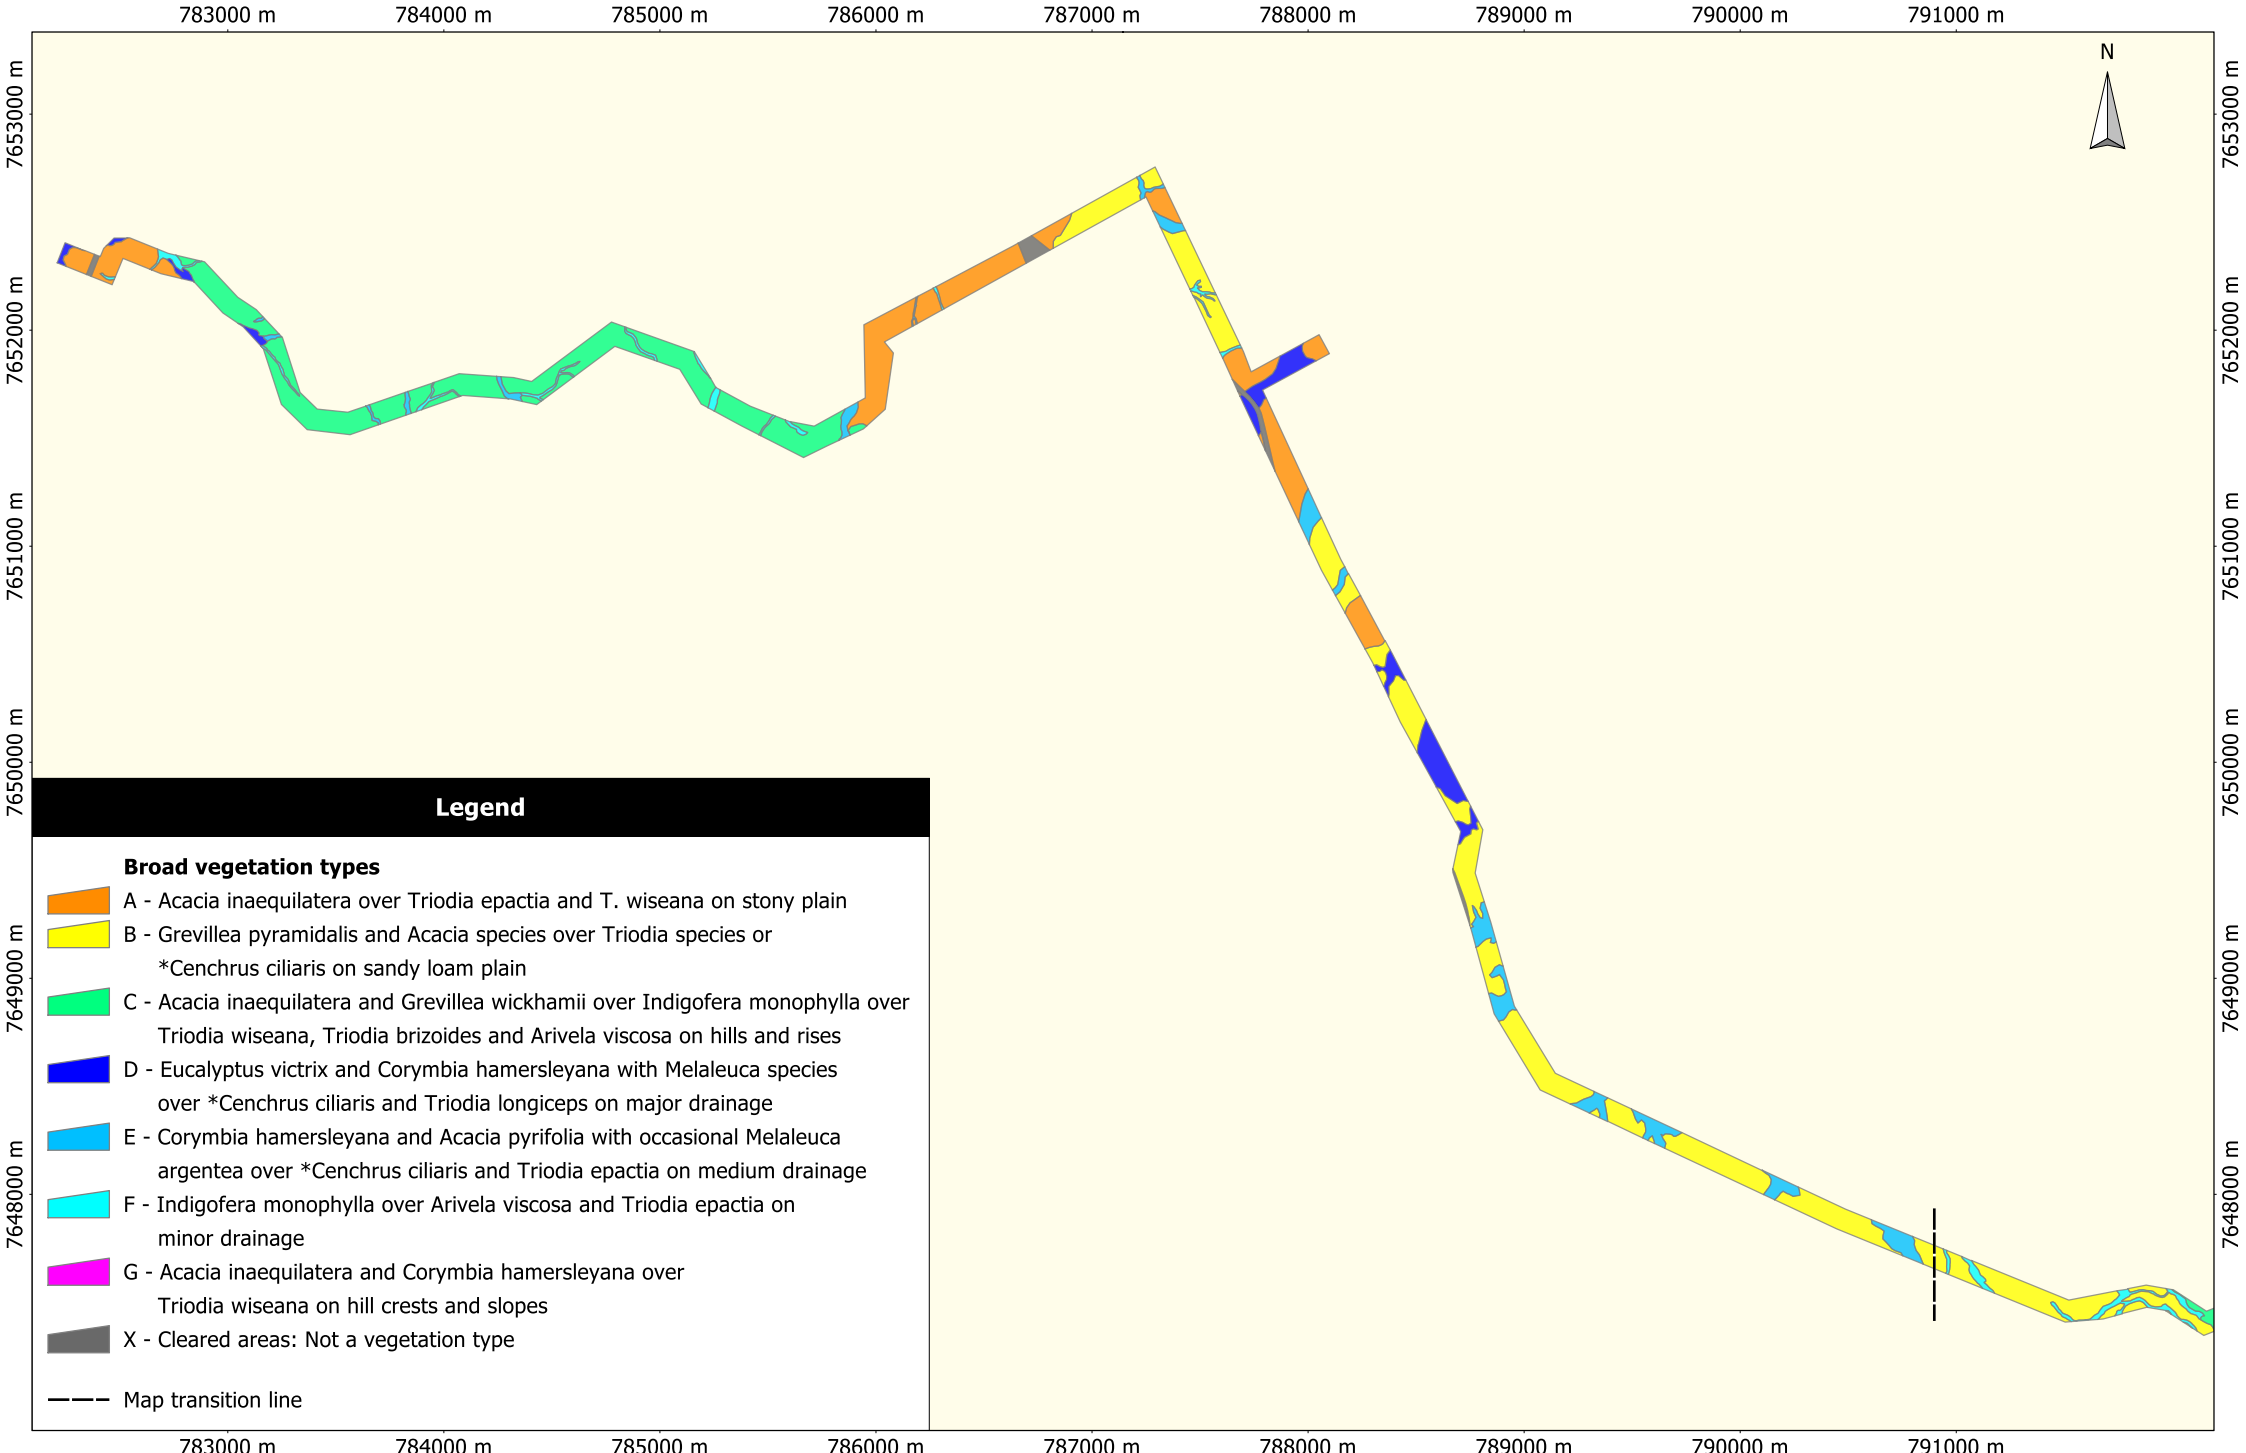 783000 m 784000 m 785000 m 786000 m 787000 m 788000 m 789000 m 790000 m 791000 m
N
7653000 m
7652000 m
7651000 m
7650000 m
7649000 m
7648000 m
7653000 m
7652000 m
7651000 m
7650000 m
7649000 m
7648000 m
Legend
Broad vegetation types
A - Acacia inaequilatera over Triodia epactia and T. wiseana on stony plain
B - Grevillea pyramidalis and Acacia species over Triodia species or
*Cenchrus ciliaris on sandy loam plain
C - Acacia inaequilatera and Grevillea wickhamii over Indigofera monophylla over
Triodia wiseana, Triodia brizoides and Arivela viscosa on hills and rises
D - Eucalyptus victrix and Corymbia hamersleyana with Melaleuca species
over *Cenchrus ciliaris and Triodia longiceps on major drainage
E - Corymbia hamersleyana and Acacia pyrifolia with occasional Melaleuca
argentea over *Cenchrus ciliaris and Triodia epactia on medium drainage
F - Indigofera monophylla over Arivela viscosa and Triodia epactia on
minor drainage
G - Acacia inaequilatera and Corymbia hamersleyana over
Triodia wiseana on hill crests and slopes
X - Cleared areas: Not a vegetation type
Map transition line
783000 m 784000 m 785000 m 786000 m 787000 m 788000 m 789000 m 790000 m 791000 m